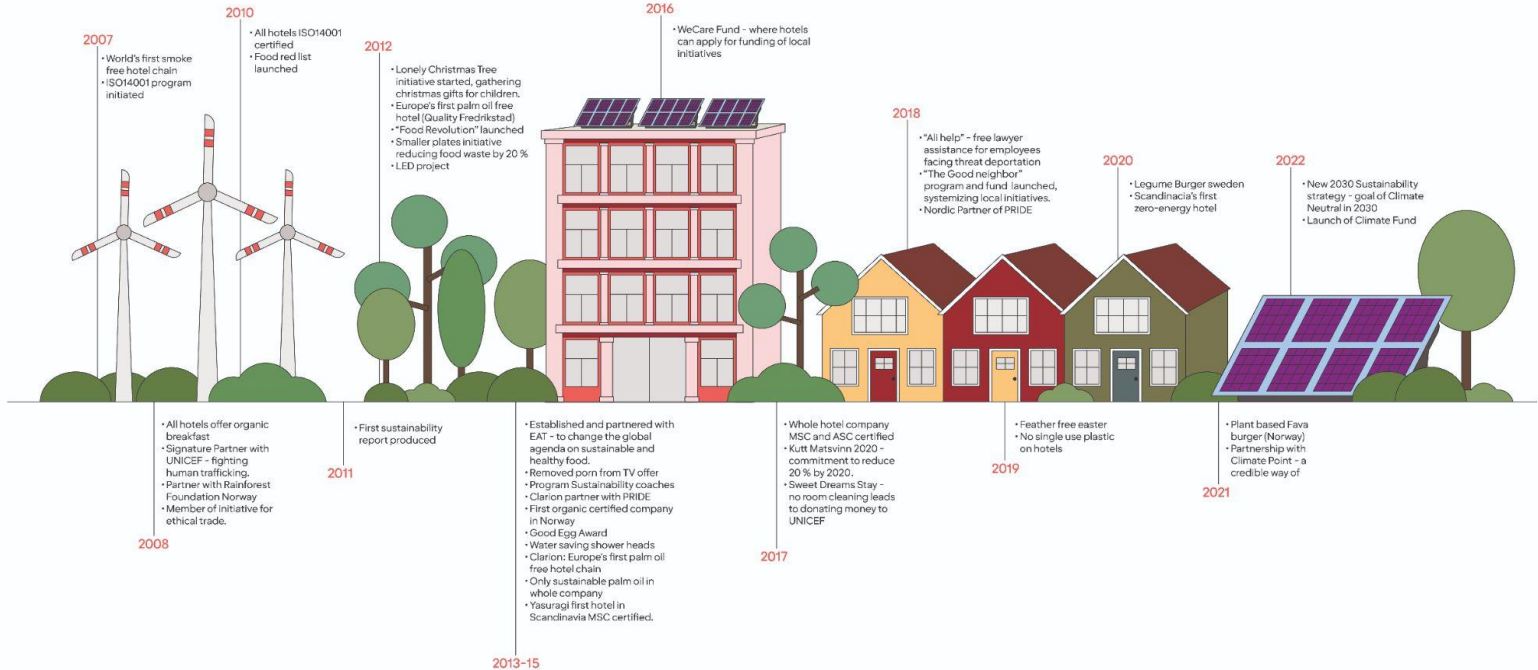 2007
• World's first smoke
free hotel chain
• ISO14001 program
initiated
2010
• All hotels ISO14001
certified
• Food red list
launched
2012
• Lonely Christmas Tree
initiative started, gathering
christmas gifts for children.
• Europe's first palm oil free
hotel (Quality Fredrikstad)
• "Food Revolution" launched
• Smaller plates initiative
reducing food waste by 20 %
• LED project
2016
• WeCare Fund - where hotels
can apply for funding of local
initiatives
2018
• "Ali help" - free lawyer
assistance for employees
facing threat deportation
• "The Good neighbor"
program and fund launched,
systemizing local initiatives.
• Nordic Partner of PRIDE
2020
• Legume Burger sweden
• Scandinacia's first
zero-energy hotel
2022
• New 2030 Sustainability
strategy - goal of Climate
Neutral in 2030
• Launch of Climate Fund
• All hotels offer organic
breakfast
• Signature Partner with
UNICEF - fighting
human trafficking.
• Partner with Rainforest
Foundation Norway
• Member of initiative for
ethical trade.
2008
• First sustainability
report produced
2011
• Established and partnered with
EAT - to change the global
agenda on sustainable and
healthy food.
• Removed porn from TV offer
• Program Sustainability coaches
• Clarion partner with PRIDE
• First organic certified company
in Norway
• Good Egg Award
• Water saving shower heads
• Clarion: Europe's first palm oil
free hotel chain
• Only sustainable palm oil in
whole company
• Yasuragi first hotel in
Scandinavia MSC certified.
2013-15
• Whole hotel company
MSC and ASC certified
• Kutt Matsvinn 2020 -
commitment to reduce
20 % by 2020.
• Sweet Dreams Stay -
no room cleaning leads
to donating money to
UNICEF
2017
• Feather free easter
• No single use plastic
on hotels
2019
• Plant based Fava
burger (Norway)
• Partnership with
Climate Point - a
credible way of
2021